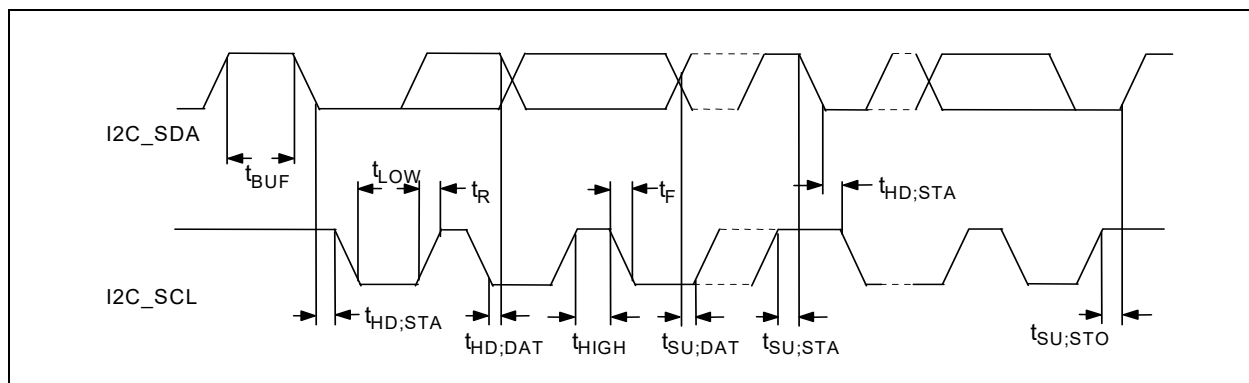 I2C_SDA
tBUF
tLOW
tR
tF
tHD;STA
I2C_SCL
tHD;STA
tHD;DAT
tHIGH
tSU;DAT
tSU;STA
tSU;STO